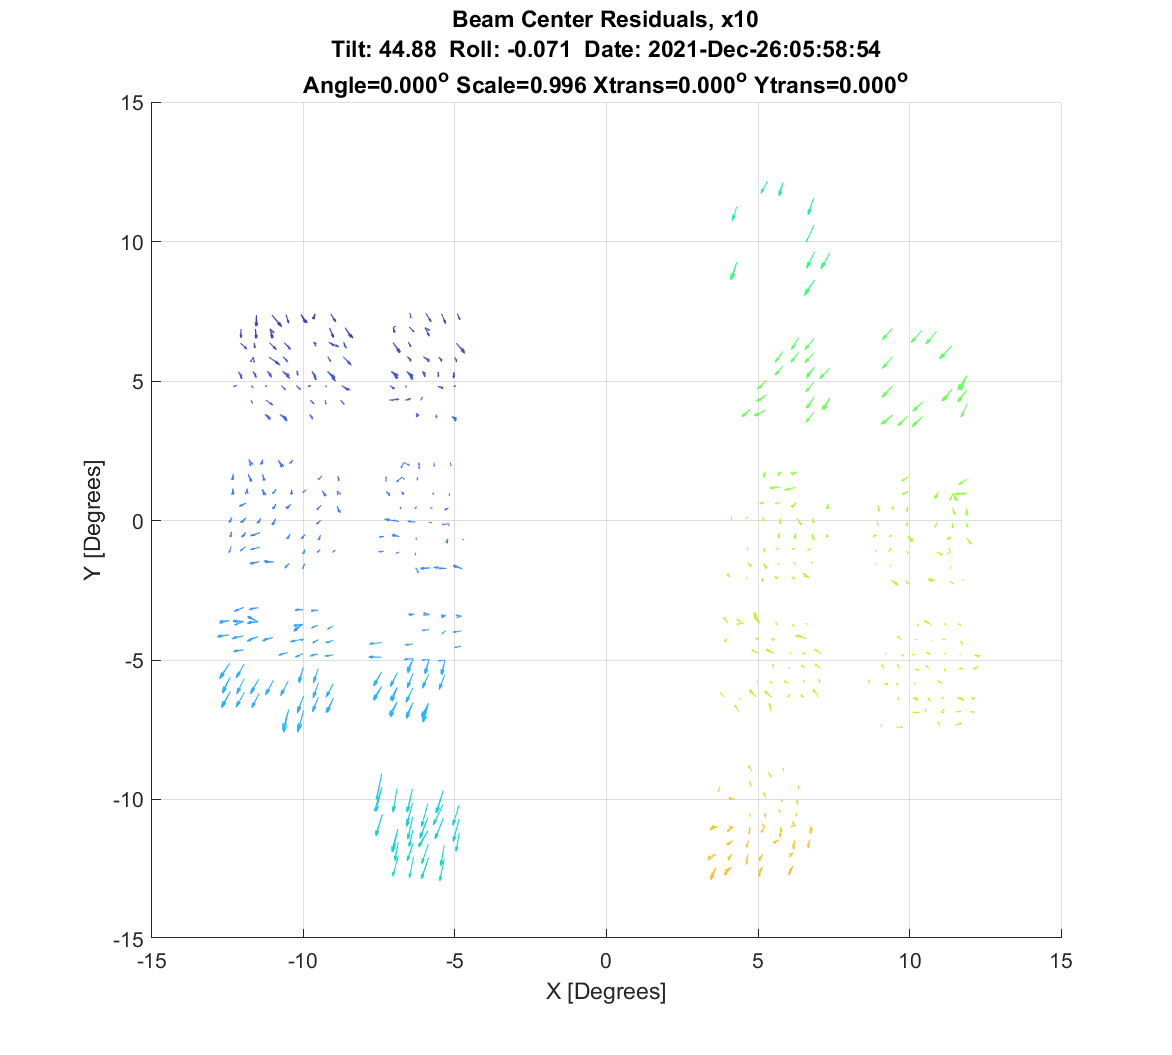 Beam Center Residuals, x10
Tilt: 44.88  Roll: -0.071  Date: 2021-Dec-26:05:58:54
Angle=0.000° Scale=0.996 Xtrans=0.000° Ytrans=0.000°
15
10
5
0
-5
-10
-15
Y [Degrees]
-15
-10
-5
0
5
10
15
X [Degrees]